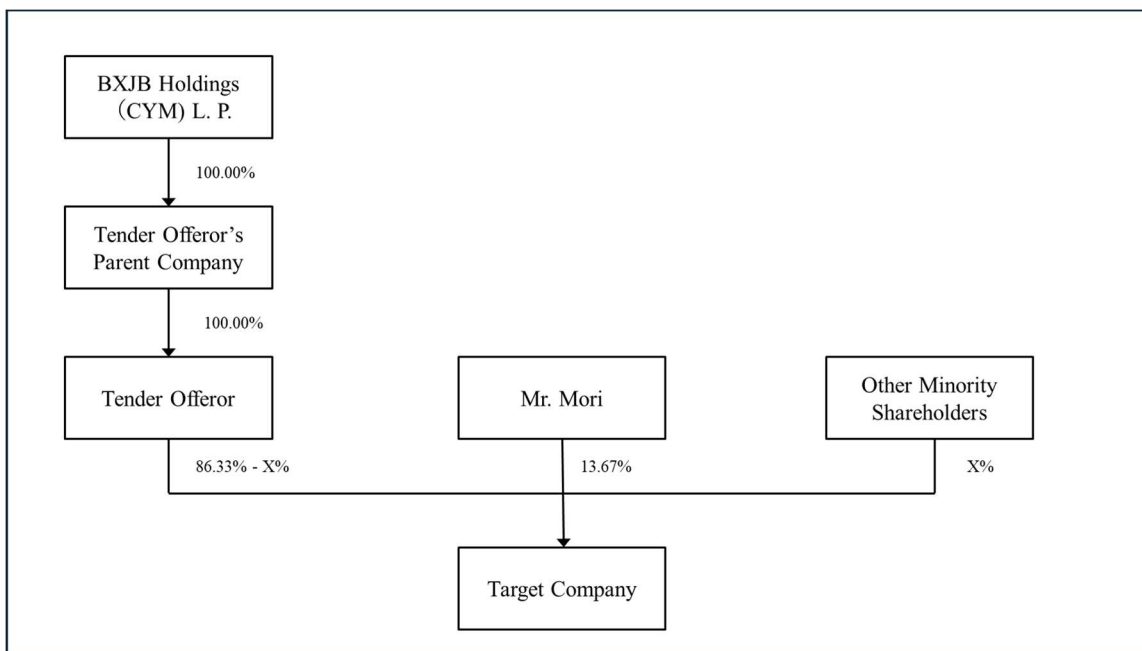 BXJB Holdings
（CYM) L. P.
100.00%
Tender Offeror’s
Parent Company
100.00%
Tender Offeror
Mr. Mori
Other Minority
Shareholders
86.33% - X%
13.67%
X%
Target Company